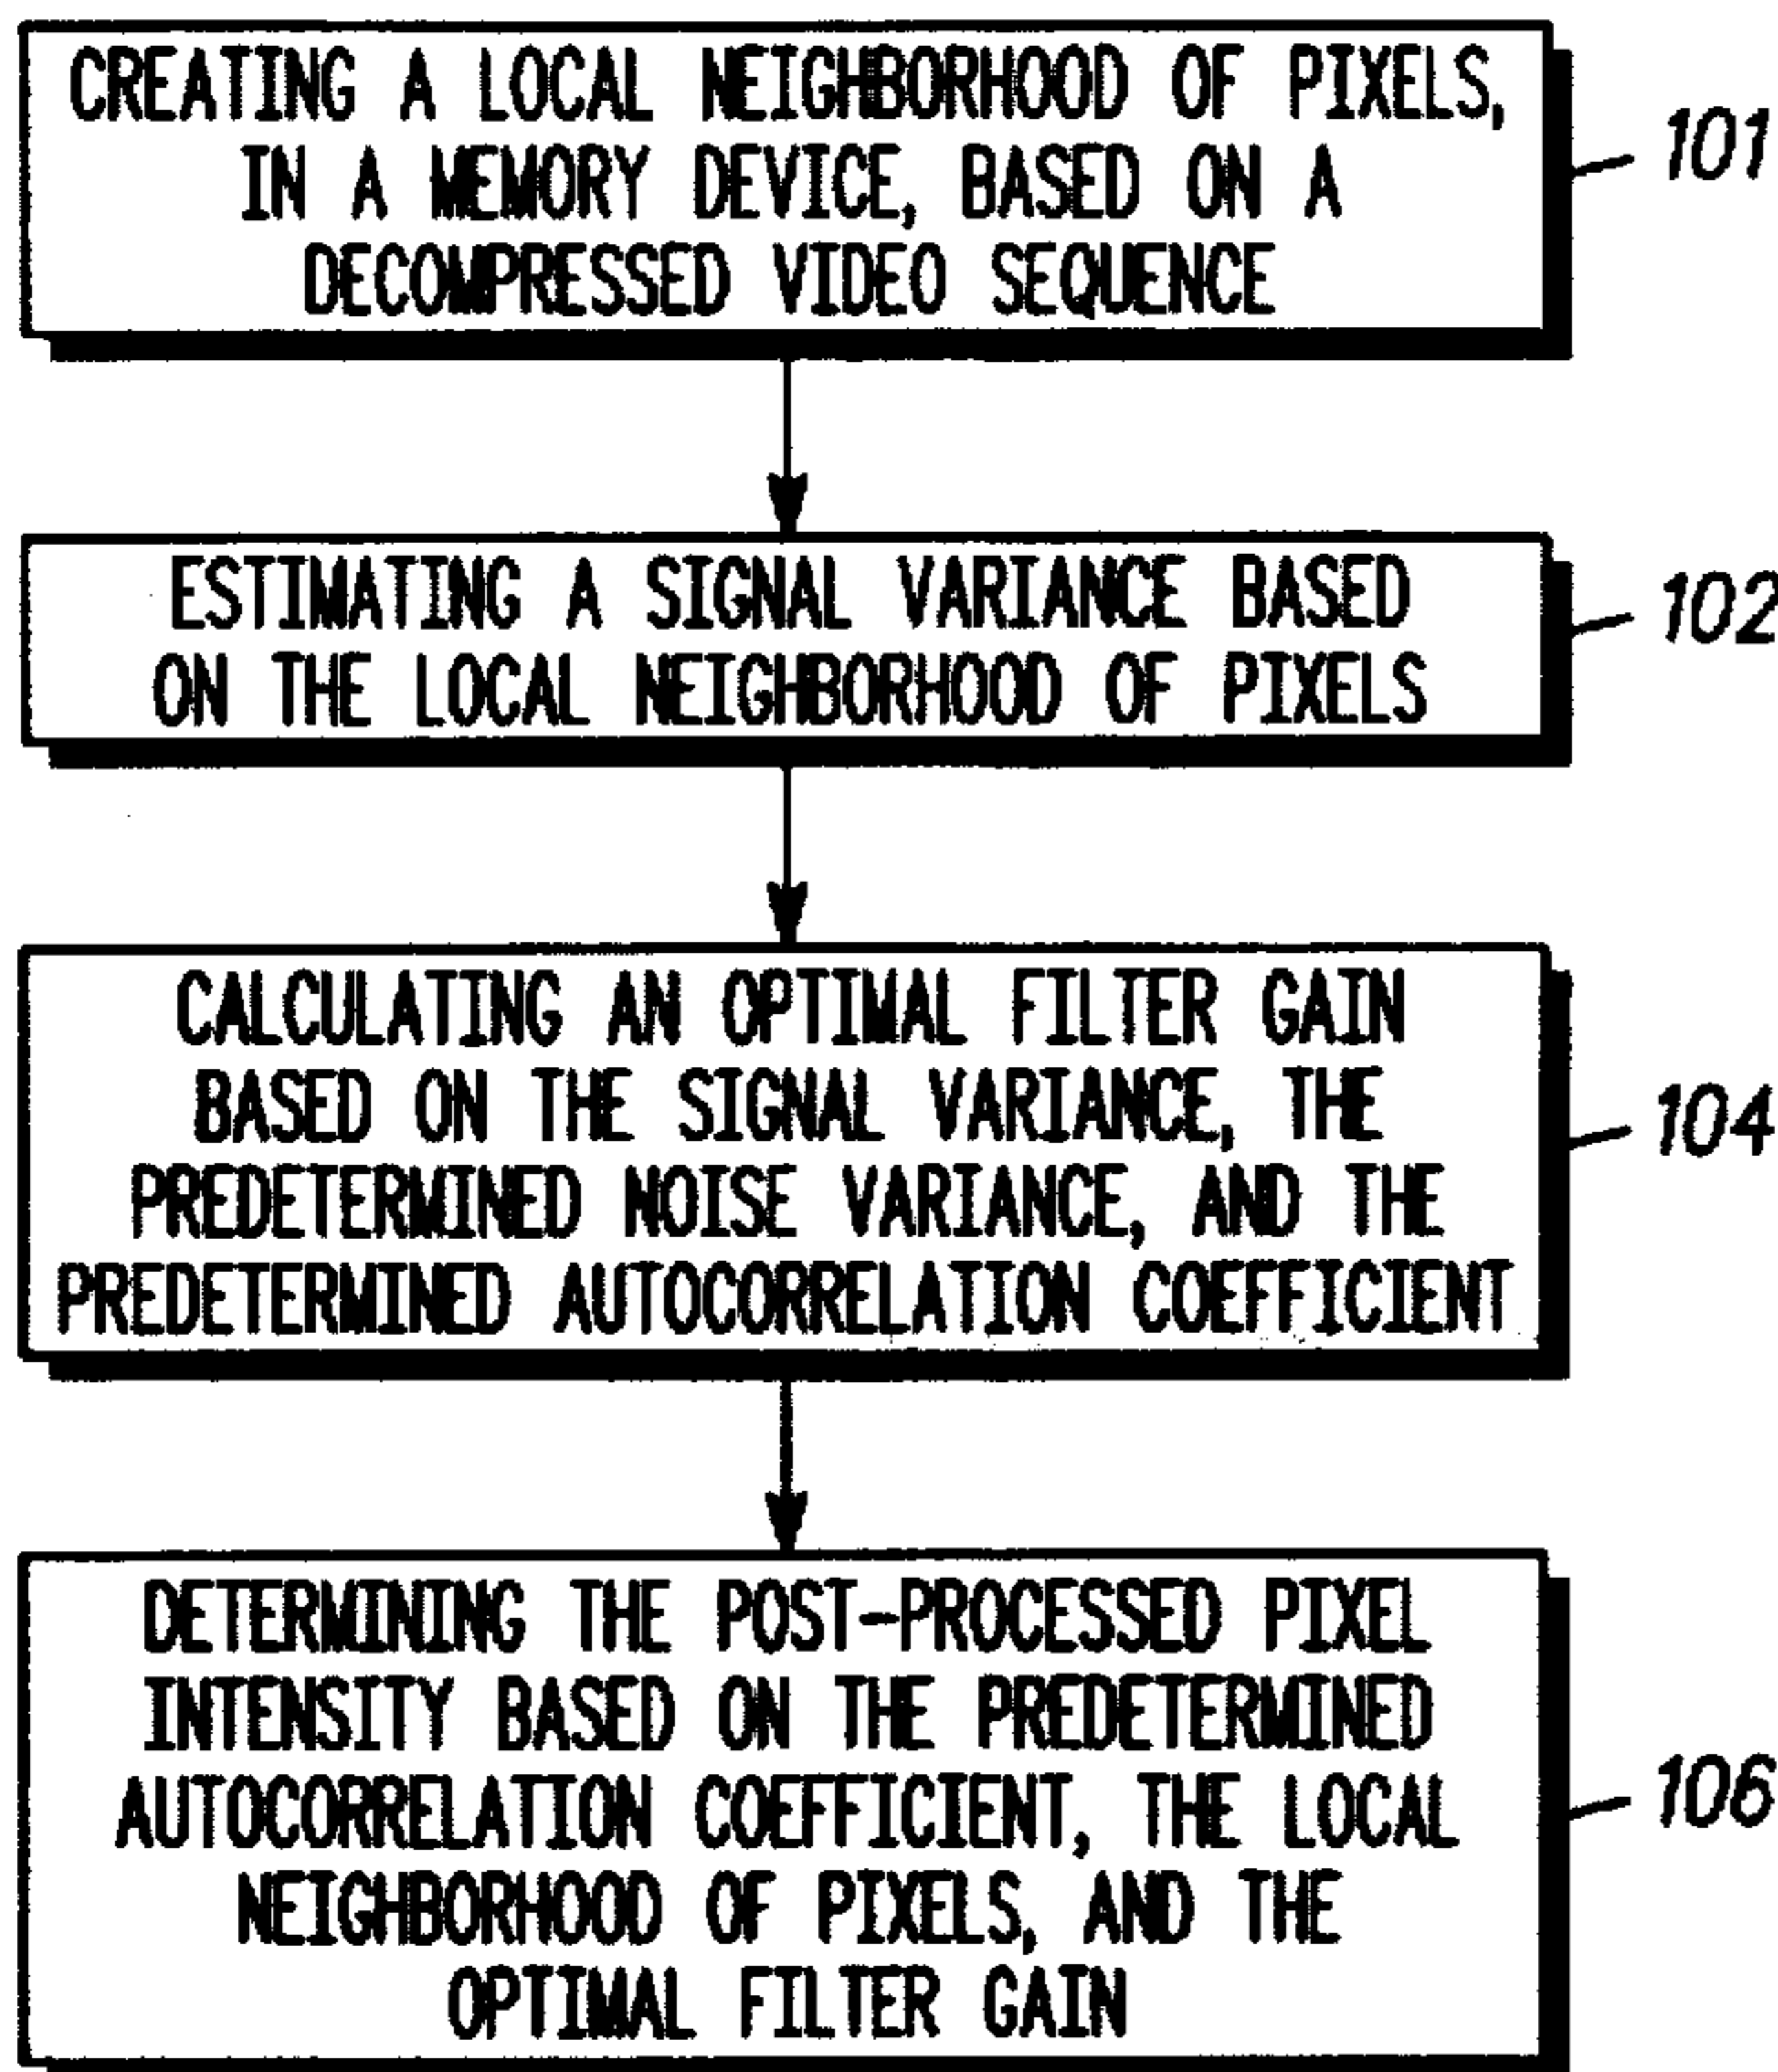 CREATING A LOCAL NEIGHBORHOOD OF PIXELS,
IN A MEMORY DEVICE, BASED ON A
DECOMPRESSED VIDEO SEQUENCE
101
ESTIMATING A SIGNAL VARIANCE BASED
ON THE LOCAL NEIGHBORHOOD OF PIXELS
102
CALCULATING AN OPTIMAL FILTER GAIN
BASED ON THE SIGNAL VARIANCE, THE
PREDETERMINED NOISE VARIANCE, AND THE
PREDETERMINED AUTOCORRELATION COEFFICIENT
104
DETERMINING THE POST-PROCESSED PIXEL
INTENSITY BASED ON THE PREDETERMINED
AUTOCORRELATION COEFFICIENT, THE LOCAL
NEIGHBORHOOD OF PIXELS, AND THE
OPTIMAL FILTER GAIN
106